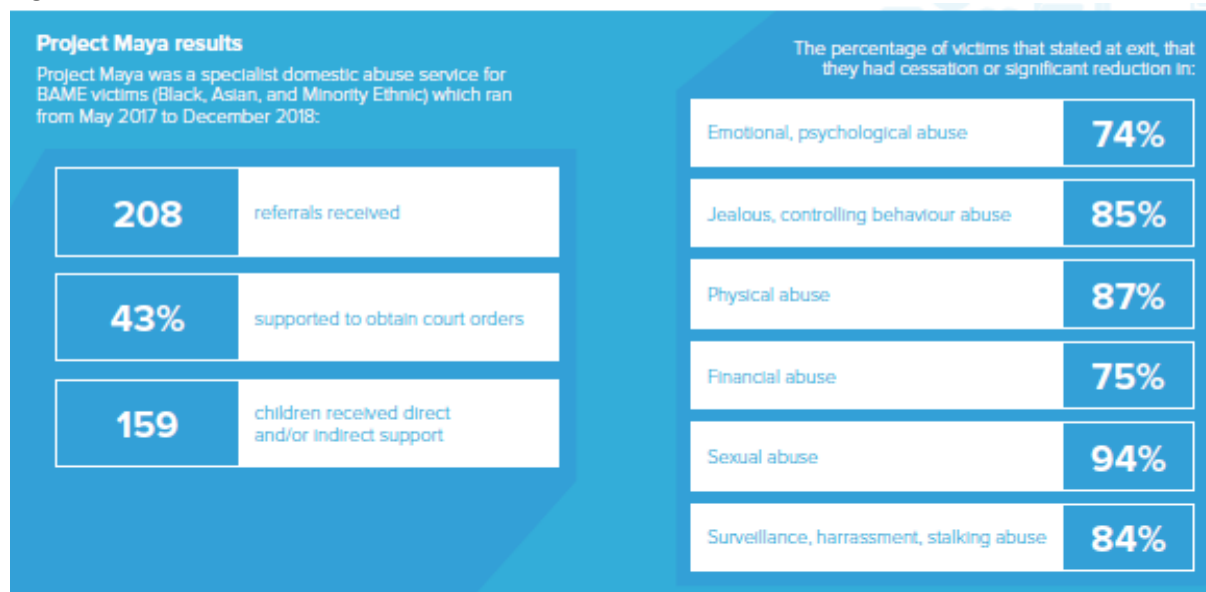 Project Maya results
Project Maya was a specialist domestic abuse service for
BAME victims (Black, Asian, and Minority Ethnic) which ran
from May 2017 to December 2018:
208
referrals received
43%
supported to obtain court orders
159
children received direct
and/or indirect support
The percentage of victims that stated at exit, that
they had cessation or significant reduction in:
Emotional, psychological abuse
74%
Jealous, controlling behaviour abuse
85%
Physical abuse
87%
Financial abuse
75%
Sexual abuse
94%
Surveillance, harrassment, stalking abuse
84%